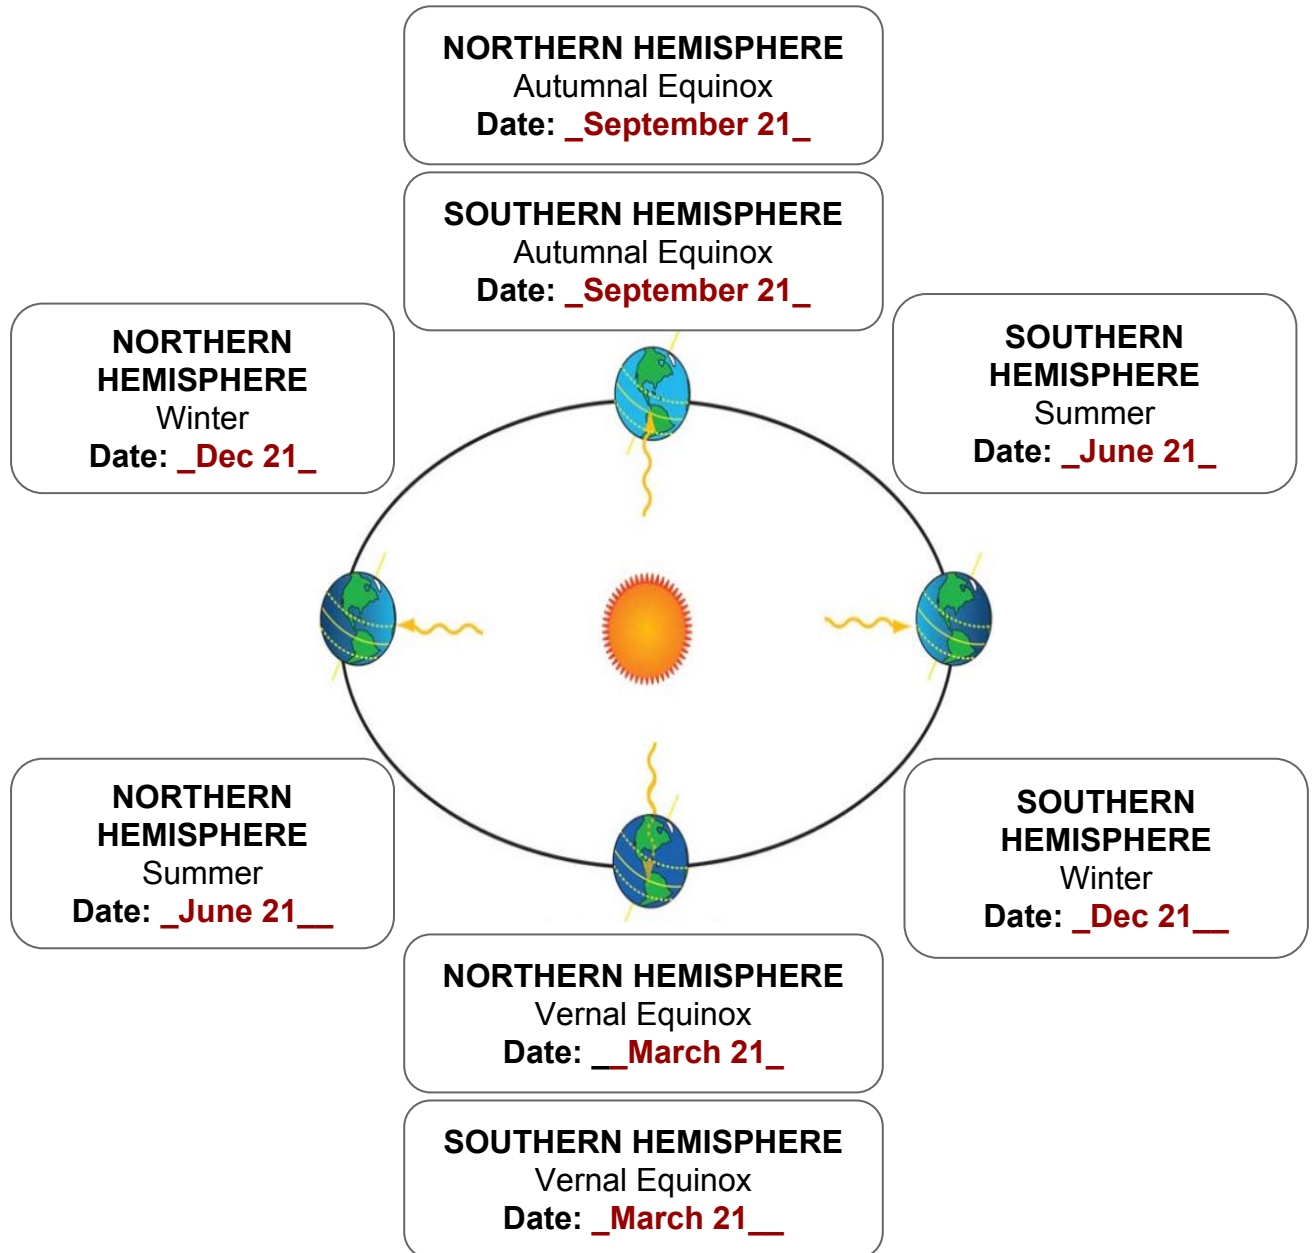 NORTHERN HEMISPHERE
Autumnal Equinox
Date: _September 21_
SOUTHERN HEMISPHERE
Autumnal Equinox
Date: _September 21_
NORTHERN
HEMISPHERE
Winter
Date: _Dec 21_
SOUTHERN
HEMISPHERE
Summer
Date: _June 21_
NORTHERN
HEMISPHERE
Summer
Date: _June 21__
SOUTHERN
HEMISPHERE
Winter
Date: _Dec 21__
NORTHERN HEMISPHERE
Vernal Equinox
Date: __March 21_
SOUTHERN HEMISPHERE
Vernal Equinox
Date: _March 21__